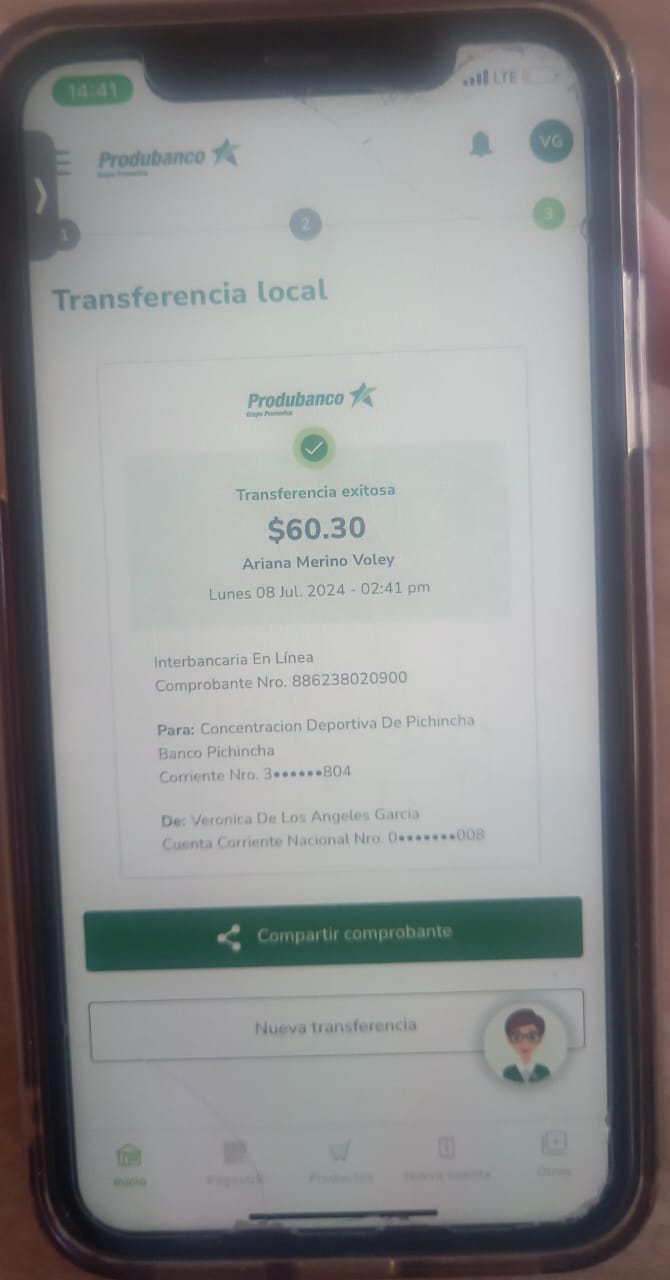 14:41
LTE
Produbanco
Grupo Promerica
VG
1
2
3
Transferencia local
Produbanco
Grupo Promerica
Transferencia exitosa
$60.30
Ariana Merino Voley
Lunes 08 Jul. 2024 - 02:41 pm
Interbancaria En Línea
Comprobante Nro. 886238020900
Para: Concentracion Deportiva De Pichincha
Banco Pichincha
Corriente Nro. 3••••••804
De: Veronica De Los Angeles Garcia
Cuenta Corriente Nacional Nro. 0•••••••008
Compartir comprobante
Nueva transferencia
Inicio
Productos
Nueva cuenta
Otros